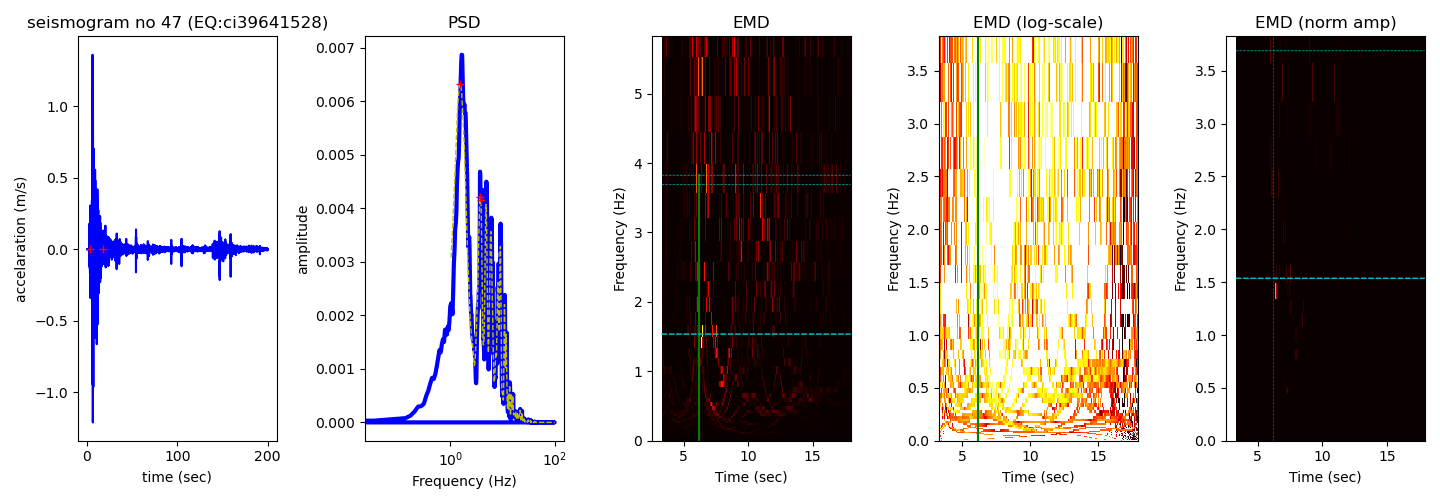 seismogram no 47 (EQ:ci39641528)
accelaration (m/s)
1.0
0.5
0.0
−0.5
−1.0
0 100 200
time (sec)
PSD
amplitude
0.007
0.006
0.005
0.004
0.003
0.002
0.001
0.000
10⁰ 10²
Frequency (Hz)
EMD
Frequency (Hz)
5
4
3
2
1
0
5 10 15
Time (sec)
EMD (log-scale)
Frequency (Hz)
3.5
3.0
2.5
2.0
1.5
1.0
0.5
0.0
5 10 15
Time (sec)
EMD (norm amp)
Frequency (Hz)
3.5
3.0
2.5
2.0
1.5
1.0
0.5
0.0
5 10 15
Time (sec)